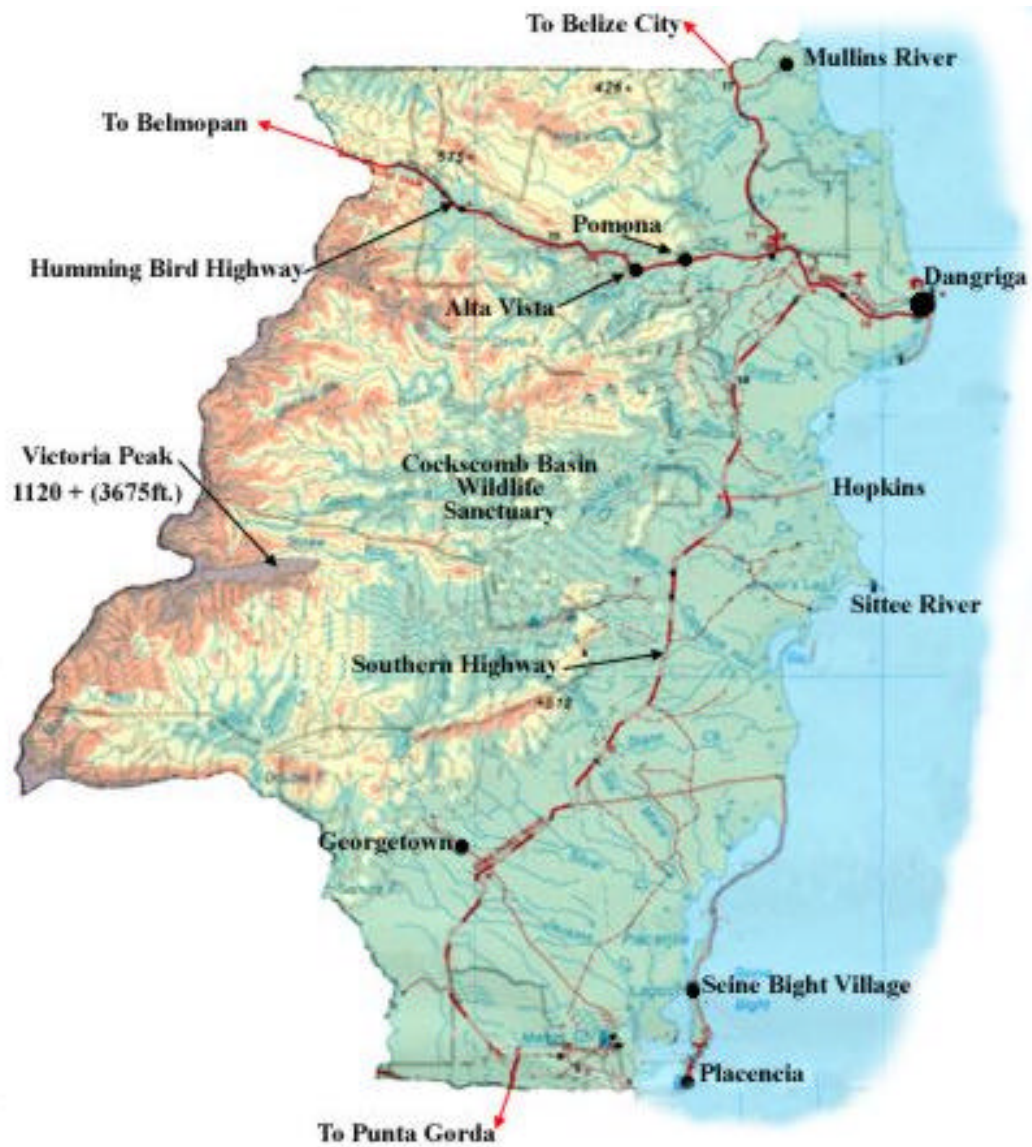 To Belize City
Mullins River
426
To Belmopan
Pomona
Humming Bird Highway
Alta Vista
Dangriga
Victoria Peak
1120 + (3675ft.)
Cockscomb Basin
Wildlife
Sanctuary
Hopkins
Sittee River
Southern Highway
Georgetown
Seine Bight Village
Placencia
To Punta Gorda